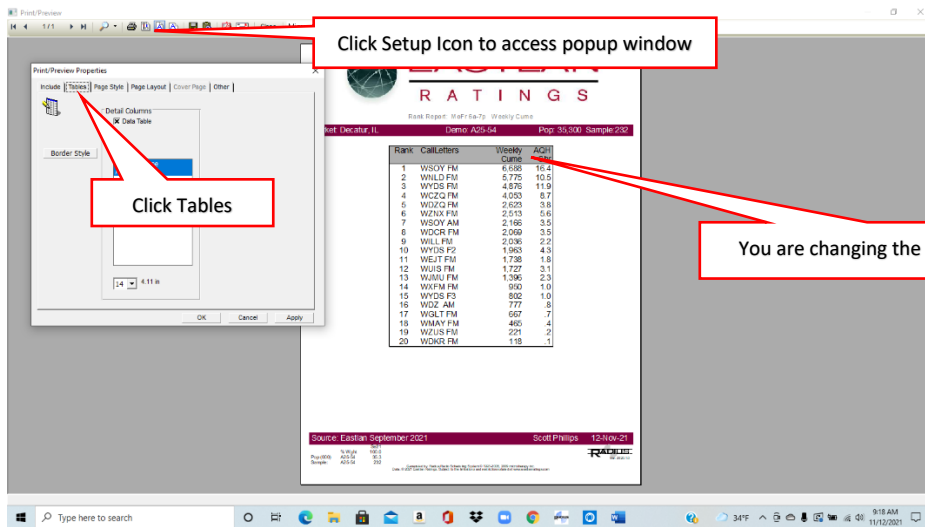 Print/Preview
1/1
Click Setup Icon to access popup window
Print/Preview Properties
Include Tables Page Style Page Layout Cover Page Other
Detail Columns
Data Table
Border Style
Click Tables
14 4.11 in
OK Cancel Apply
RATINGS
Rank Report: MoFr 6a-7p Weekly Cume
Decatur, IL Demo: A25-54 Pop: 35,300 Sample:232
Rank CallLetters Weekly AQH
Cume
1 WSOY FM 6,688 16.4
2 WNLD FM 5,775 10.5
3 WYDS FM 4,876 11.9
4 WCZQ FM 4,053 8.7
5 WDZQ FM 2,623 3.8
6 WZNX FM 2,513 5.6
7 WSOY AM 2,166 3.5
8 WDCR FM 2,069 3.5
9 WILL FM 2,036 2.2
10 WYDS F2 1,963 4.3
11 WEJT FM 1,738 1.8
12 WUIS FM 1,727 3.1
13 WJMU FM 1,396 2.3
14 WXFM FM 950 1.0
15 WYDS F3 802 1.0
16 WDZ AM 777 .8
17 WGLT FM 667 .7
18 WMAY FM 465 .4
19 WZUS FM 221 .2
20 WDKR FM 118 .1
You are changing the
Source: Eastlan September 2021 Scott Phillips 12-Nov-21
RADIUS
Type here to search
34°F
9:18 AM
11/12/2021